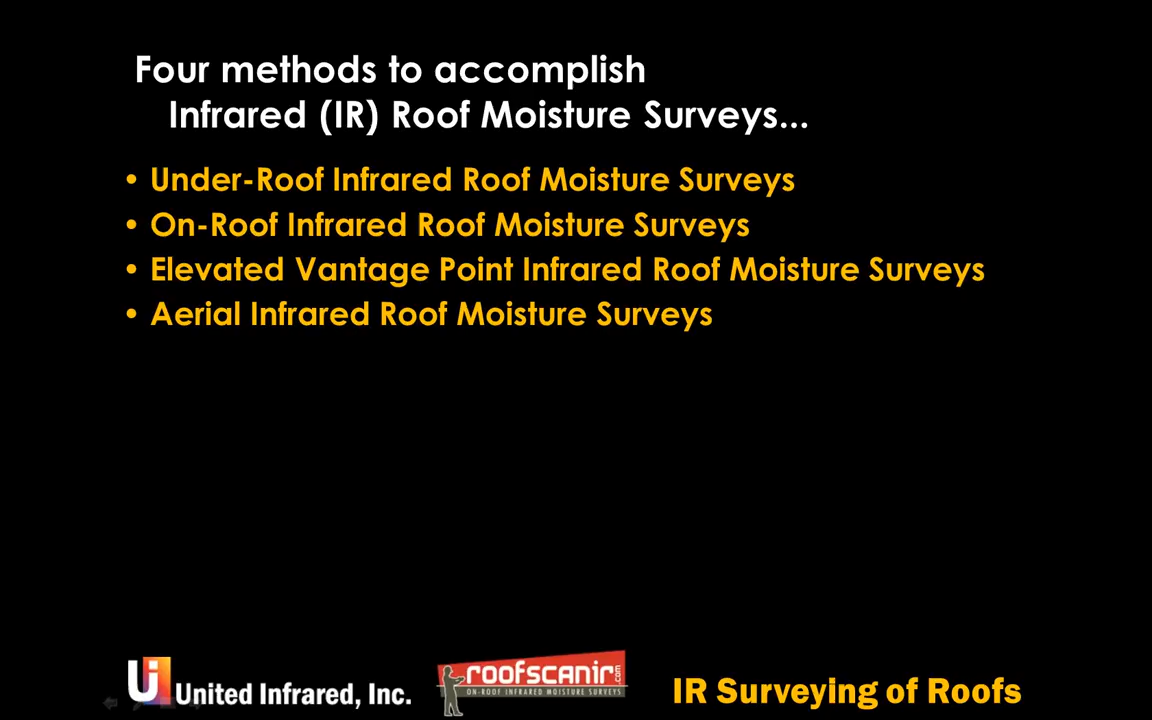 Four methods to accomplish
Infrared (IR) Roof Moisture Surveys...
• Under-Roof Infrared Roof Moisture Surveys
• On-Roof Infrared Roof Moisture Surveys
• Elevated Vantage Point Infrared Roof Moisture Surveys
• Aerial Infrared Roof Moisture Surveys
Ui United Infrared, Inc.
roofscanir.com
ON-ROOF INFRARED MOISTURE SURVEYS
IR Surveying of Roofs